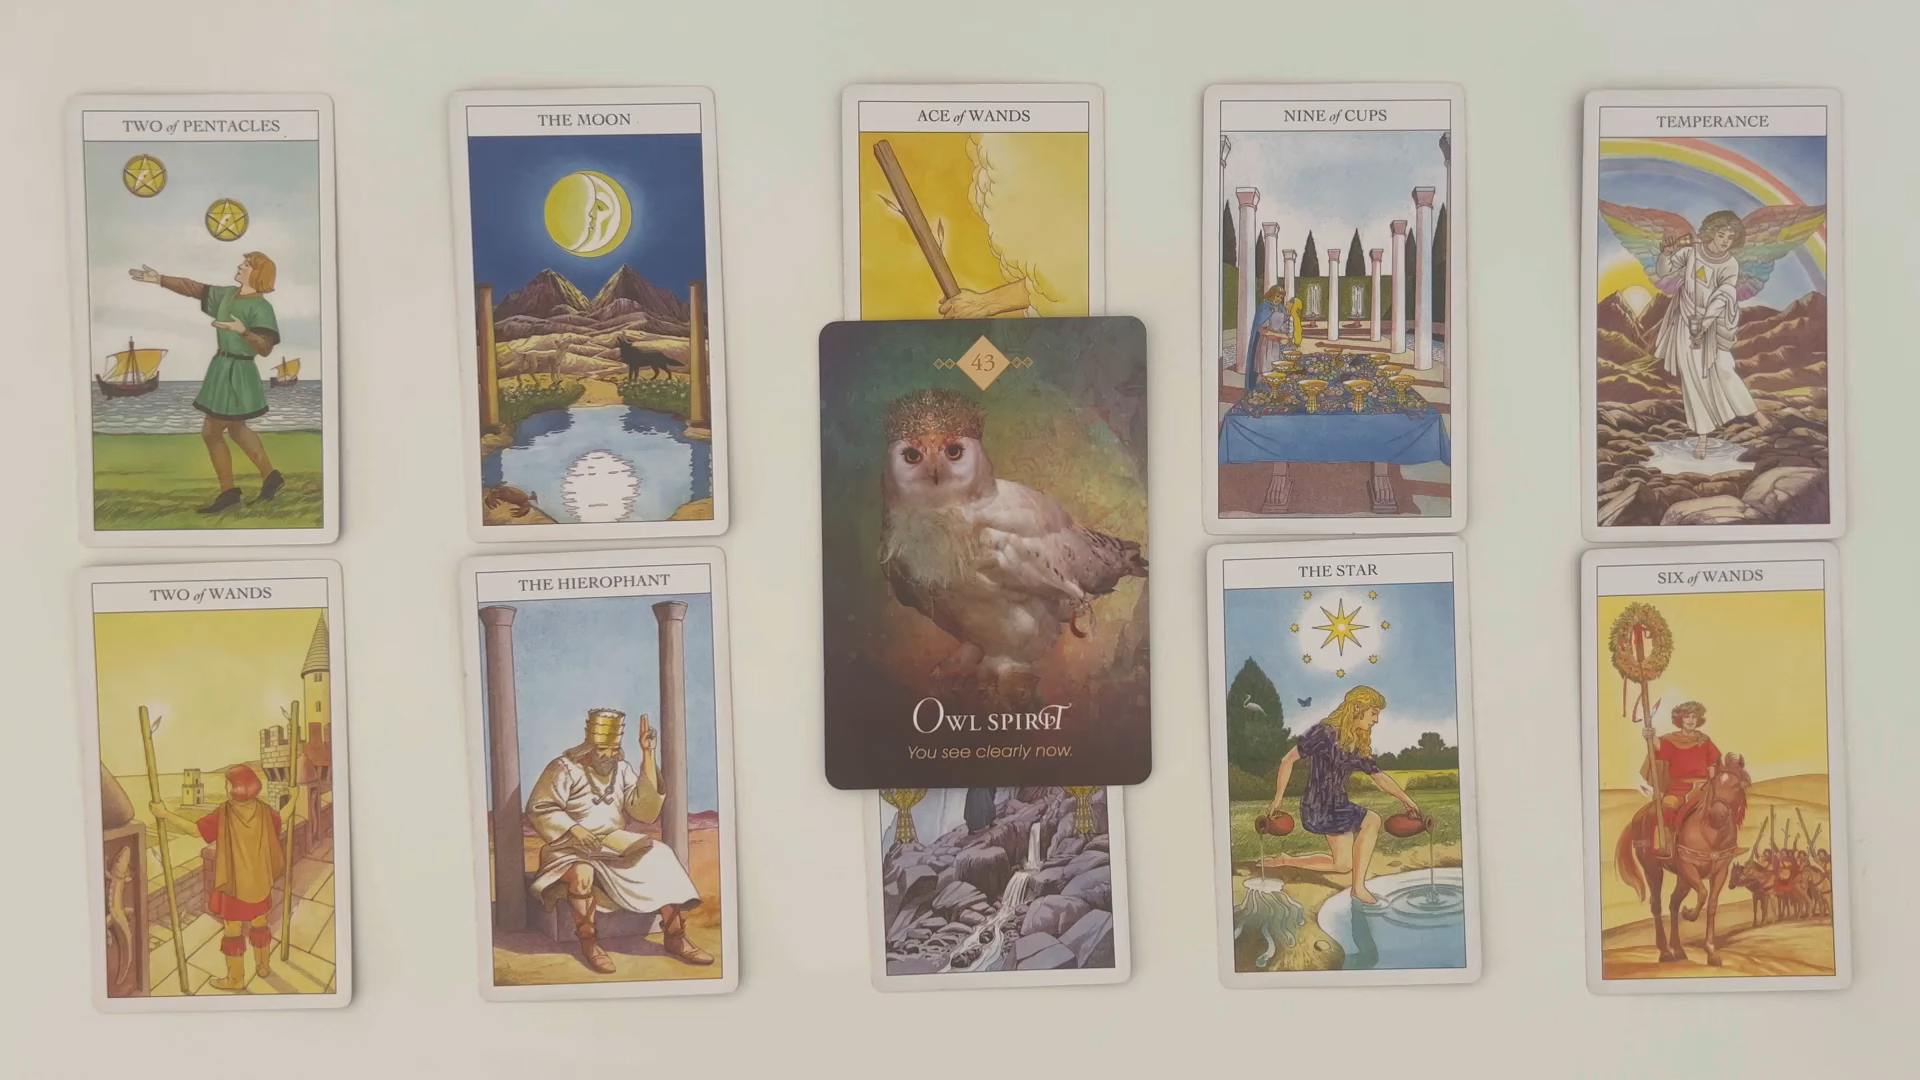 TWO of PENTACLES
THE MOON
ACE of WANDS
NINE of CUPS
TEMPERANCE
43
OWL SPIRIT
You see clearly now.
TWO of WANDS
THE HIEROPHANT
THE STAR
SIX of WANDS